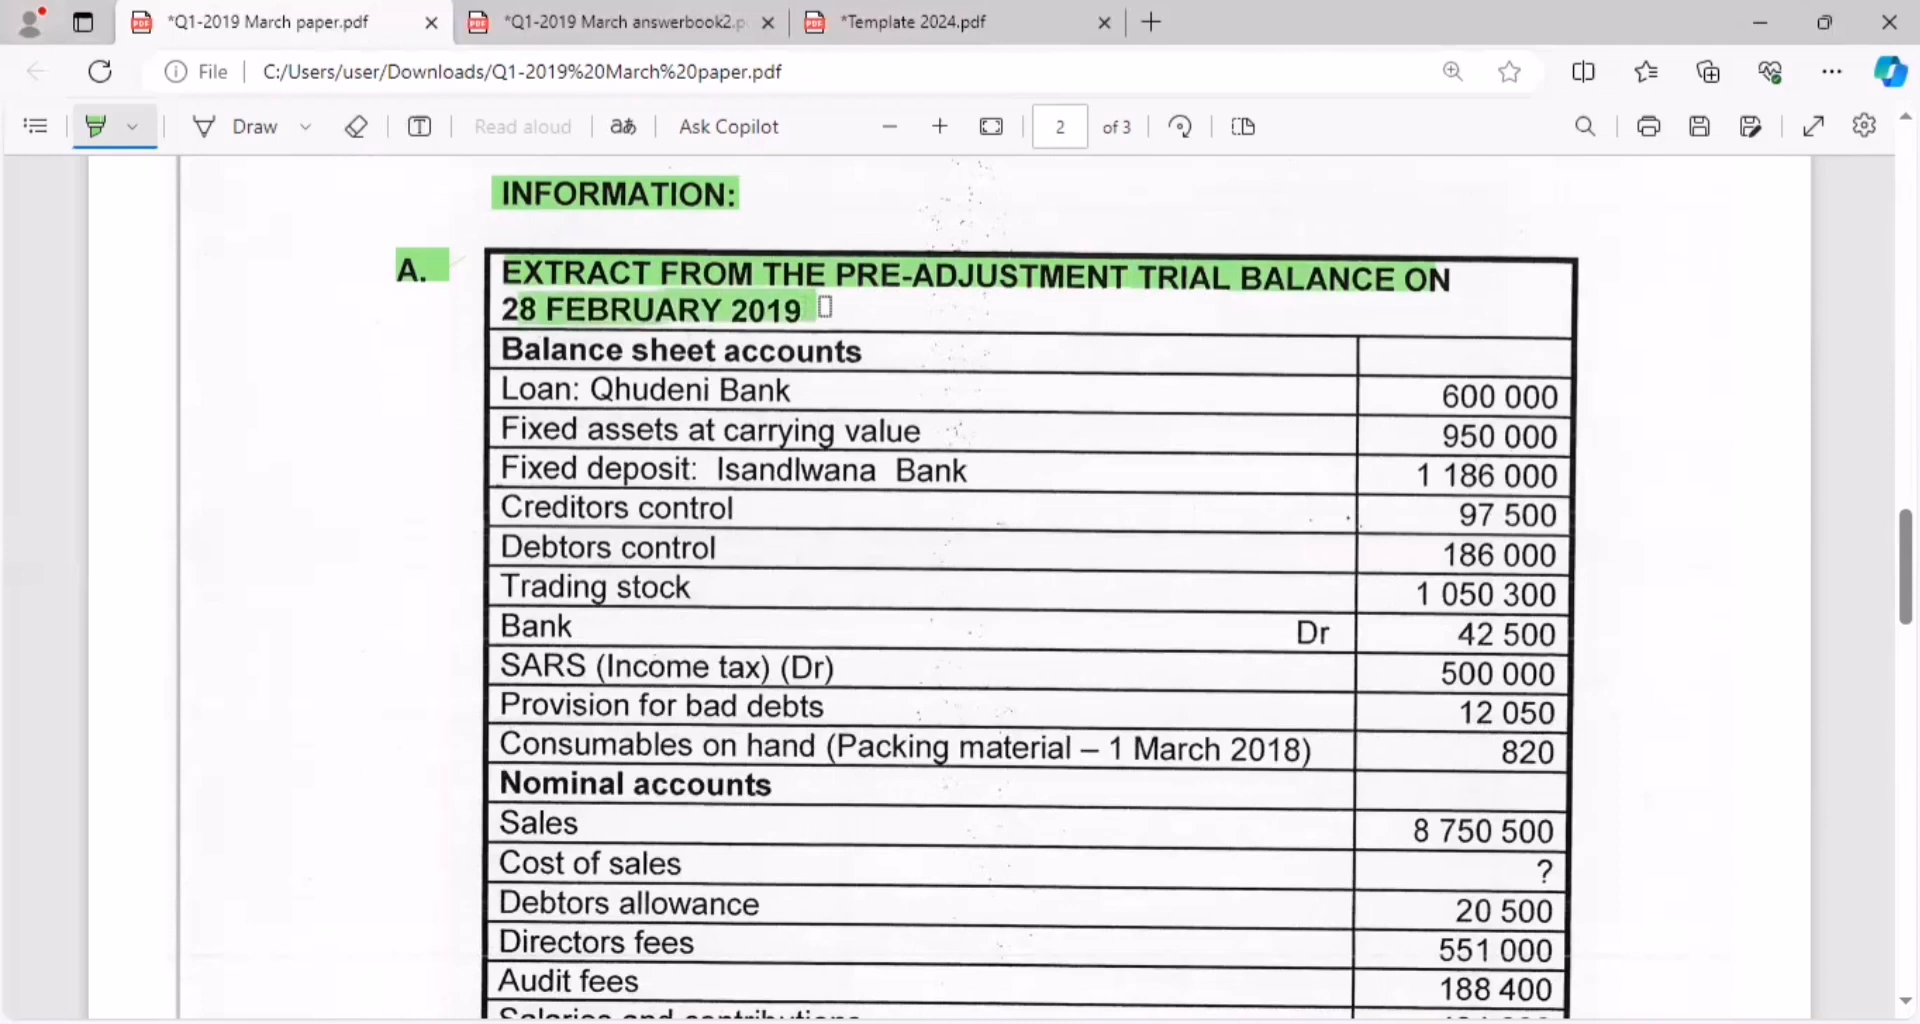 *Q1-2019 March paper.pdf
*Q1-2019 March answerbook2.p
*Template 2024.pdf
File
C:/Users/user/Downloads/Q1-2019%20March%20paper.pdf
Draw
Read aloud
aあ
Ask Copilot
2
of 3
INFORMATION:
A.
EXTRACT FROM THE PRE-ADJUSTMENT TRIAL BALANCE ON
28 FEBRUARY 2019
Balance sheet accounts
Loan: Qhudeni Bank 600 000
Fixed assets at carrying value 950 000
Fixed deposit: Isandlwana Bank 1 186 000
Creditors control 97 500
Debtors control 186 000
Trading stock 1 050 300
Bank Dr 42 500
SARS (Income tax) (Dr) 500 000
Provision for bad debts 12 050
Consumables on hand (Packing material – 1 March 2018) 820
Nominal accounts
Sales 8 750 500
Cost of sales ?
Debtors allowance 20 500
Directors fees 551 000
Audit fees 188 400
Salaries and contributions